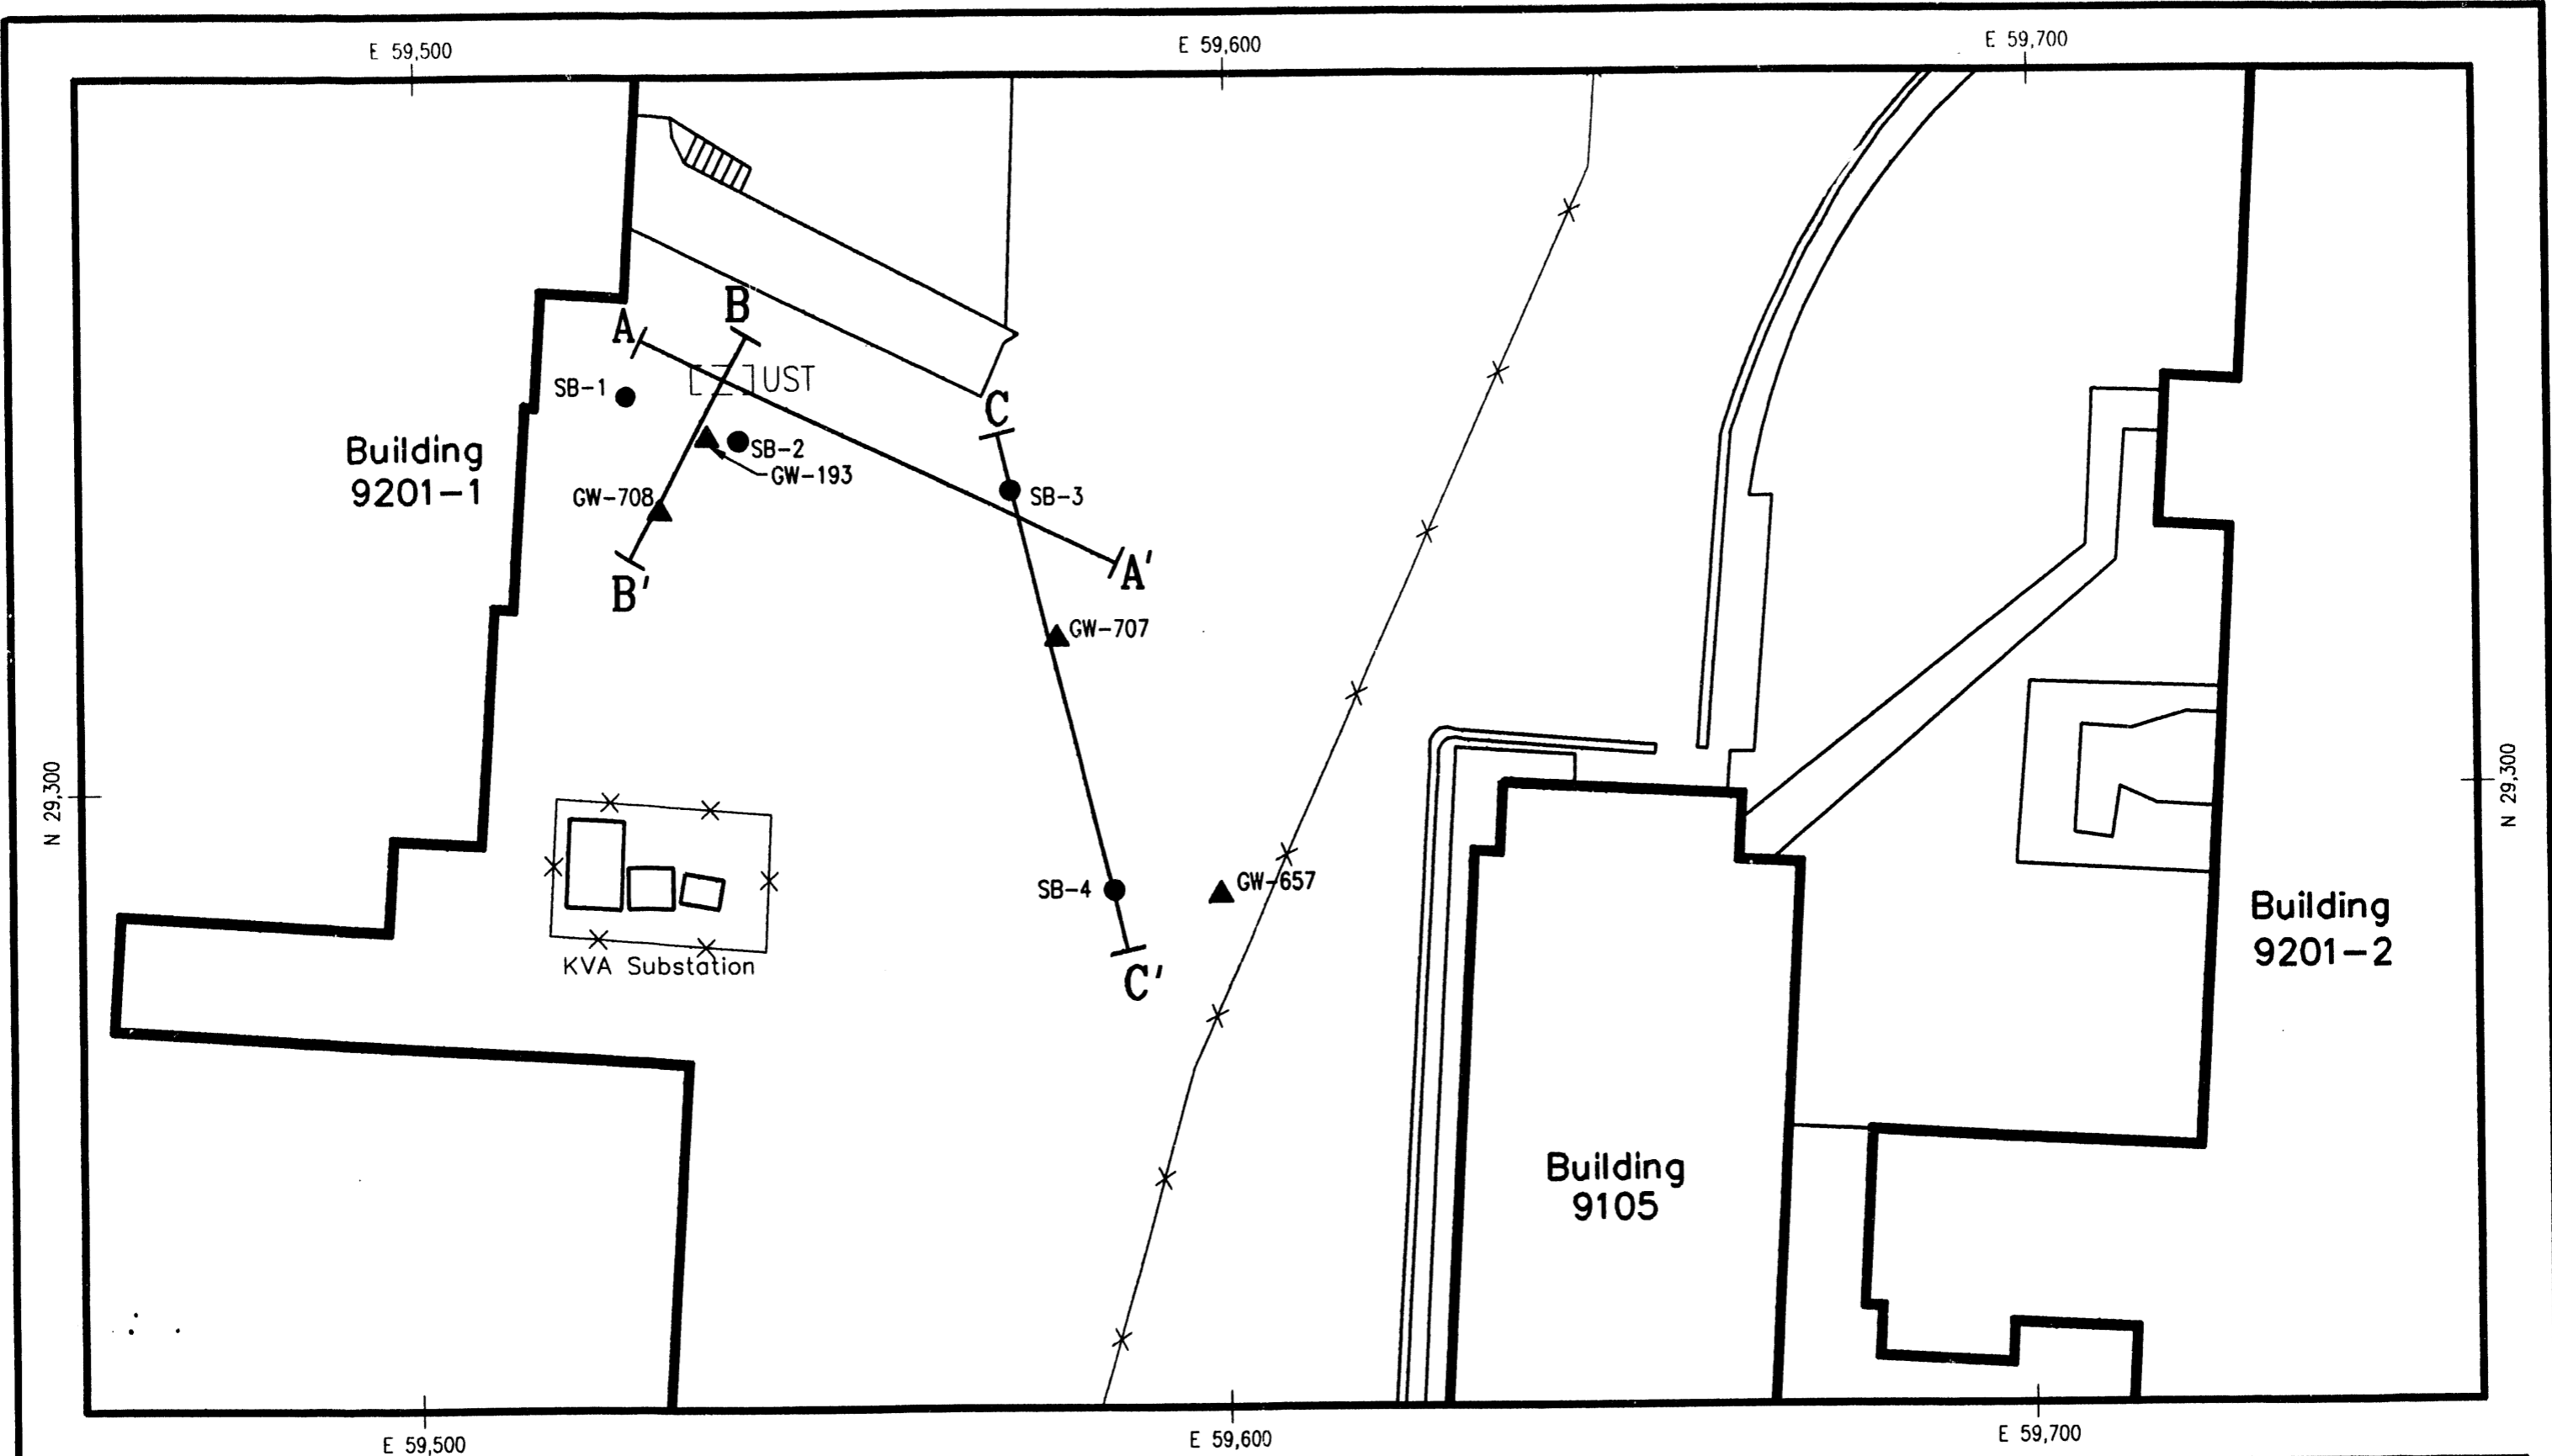 E 59,500
E 59,600
E 59,700
B
A
UST
SB-1
C
Building
9201-1
SB-2
GW-193
GW-708
SB-3
A'
B'
GW-707
N 29,300
N 29,300
SB-4
GW-657
Building
9201-2
KVA Substation
C'
Building
9105
E 59,500
E 59,600
E 59,700